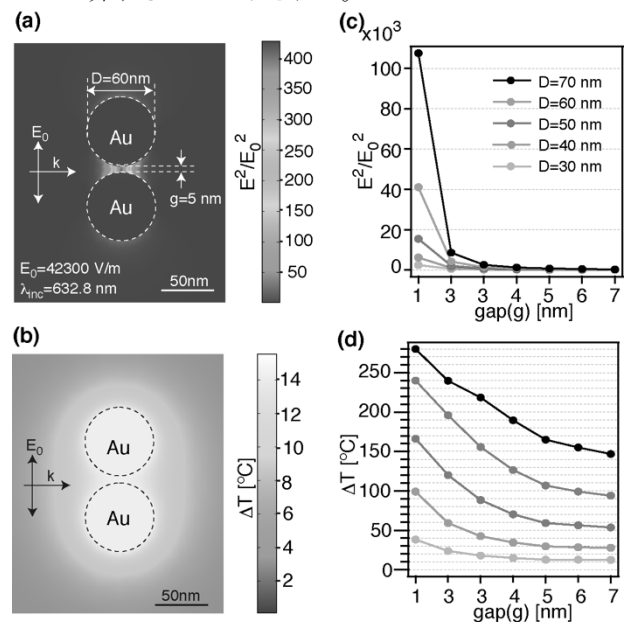 (a)
D=60nm
Au
E₀
k
g=5 nm
Au
E₀=42300 V/m
λinc=632.8 nm
50nm
400
350
300
250
200
150
100
50
E²/E₀²
(b)
Au
E₀
k
Au
50nm
14
12
10
8
6
4
2
ΔT [°C]
(c)
x10³
100
80
60
40
20
0
E²/E₀²
D=70 nm
D=60 nm
D=50 nm
D=40 nm
D=30 nm
1 3 3 4 5 6 7
gap(g) [nm]
(d)
250
200
150
100
50
0
ΔT [°C]
1 3 3 4 5 6 7
gap(g) [nm]